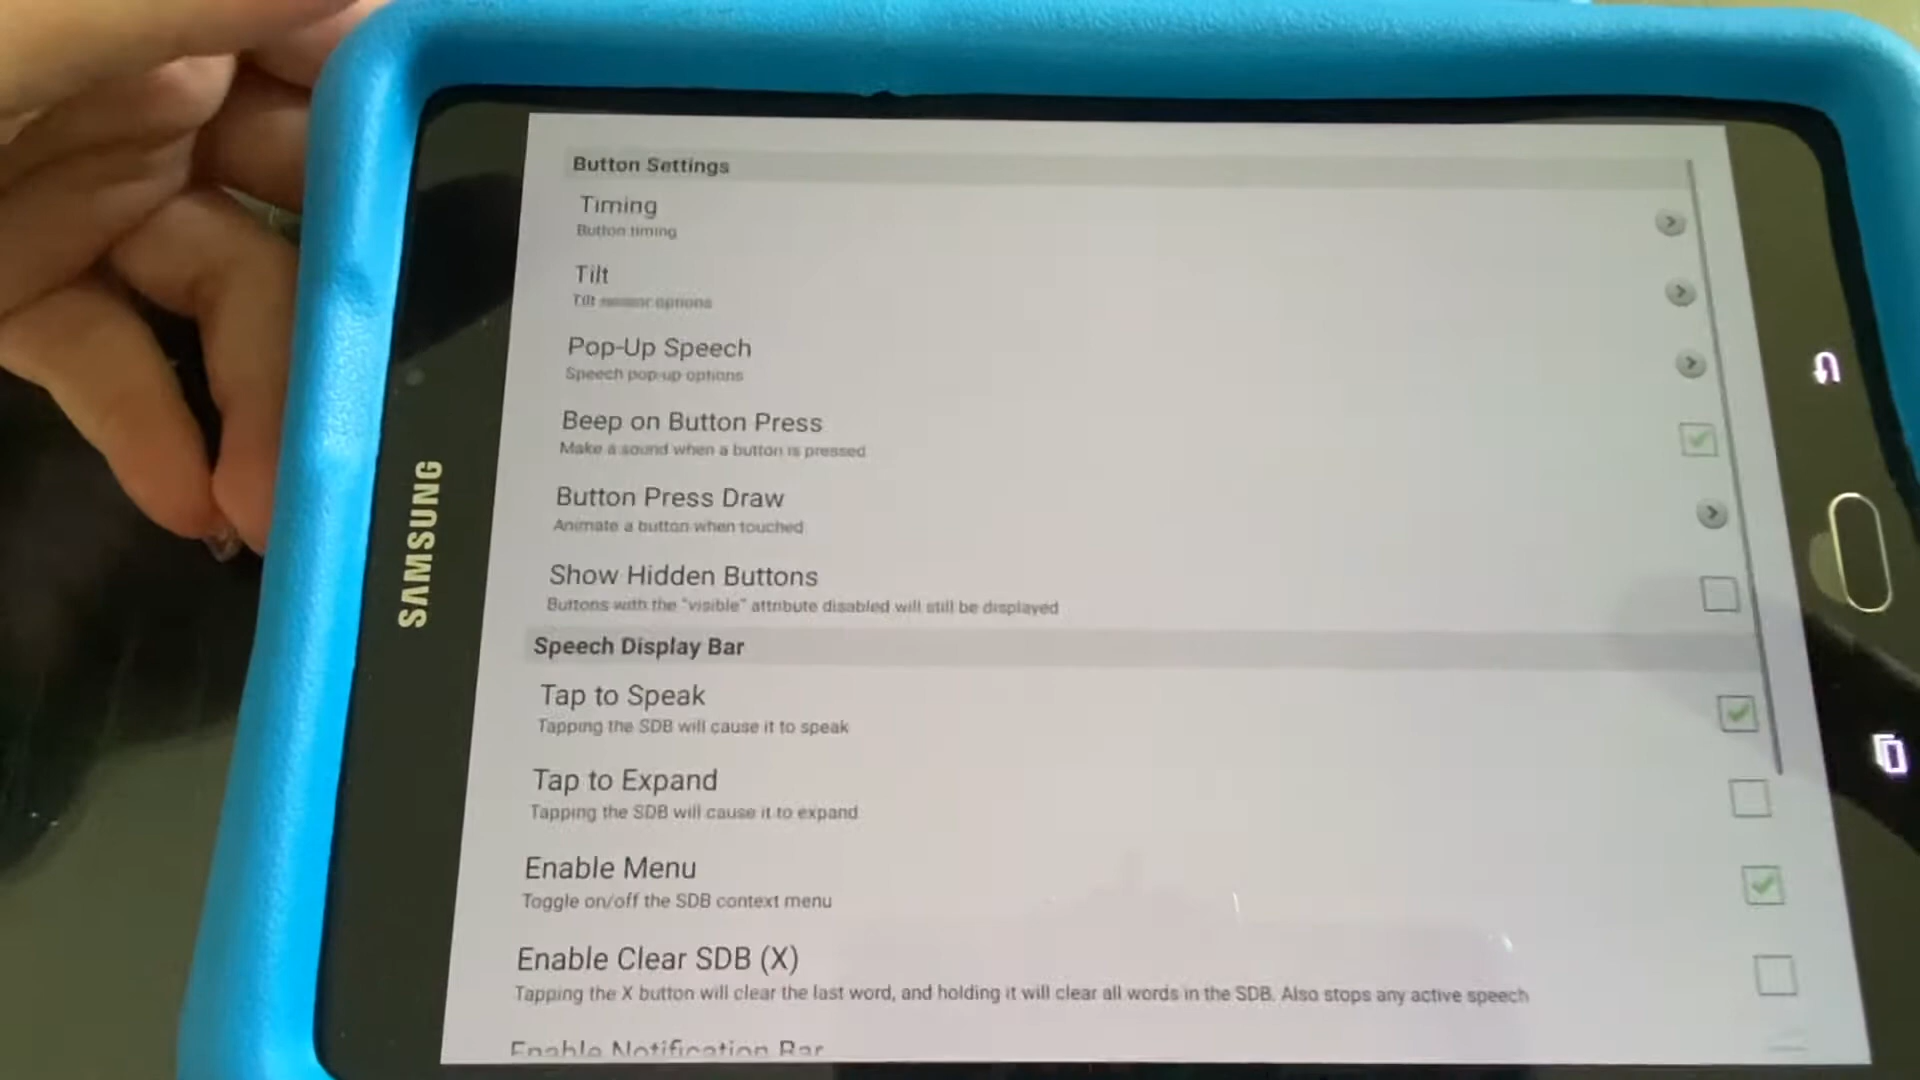 Button Settings
Timing
Button timing
Tilt
Tilt sensor options
Pop-Up Speech
Speech pop-up options
Beep on Button Press
Make a sound when a button is pressed
Button Press Draw
Animate a button when touched
Show Hidden Buttons
Buttons with the "visible" attribute disabled will still be displayed
Speech Display Bar
Tap to Speak
Tapping the SDB will cause it to speak
Tap to Expand
Tapping the SDB will cause it to expand
Enable Menu
Toggle on/off the SDB context menu
Enable Clear SDB (X)
Tapping the X button will clear the last word, and holding it will clear all words in the SDB. Also stops any active speech
Enable Notification Bar
SAMSUNG